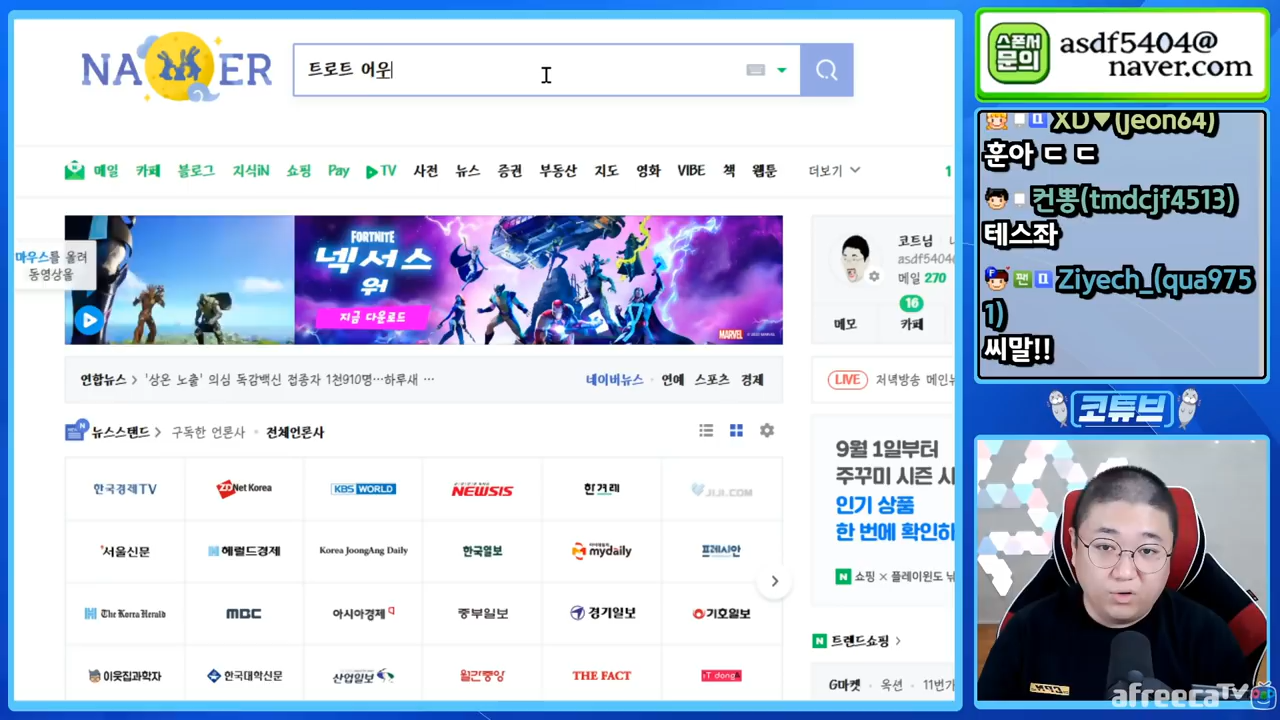 NAVER
트로트 어윗
메일 카페 블로그 지식iN 쇼핑 Pay TV 사전 뉴스 증권 부동산 지도 영화 VIBE 책 웹툰 더보기
1
마우스를 올려
동영상을
FORTNITE
넥서스
워
지금 다운로드
MARVEL
코트님
asdf5404
메일 270
16
메모 카페
연합뉴스 > '상온 노출' 의심 독감백신 접종자 1천910명…하루새 …
네이버뉴스 · 연예 스포츠 경제
LIVE 저녁방송 메인뉴
뉴스스탠드 > 구독한 언론사 · 전체언론사
한국경제TV ZDNet Korea KBS WORLD NEWSIS 한겨레 JIJI.COM
서울신문 헤럴드경제 Korea JoongAng Daily 한국일보 mydaily 프레시안
The Korea Herald MBC 아시아경제 중부일보 경기일보 기호일보
이웃집과학자 한국대학신문 산업일보 월간중앙 THE FACT
9월 1일부터
주꾸미 시즌 시
인기 상품
한 번에 확인하
N 쇼핑 × 플레이윈도 낚
N 트렌드쇼핑 >
G마켓 · 옥션 · 11번가
스폰서
문의
asdf5404@
naver.com
XD♥(jeon64)
훈아 ㄷ ㄷ
컨뽕(tmdcjf4513)
테스좌
Ziyech_(qua975
1)
씨말!!
코튜브
afreecaTV